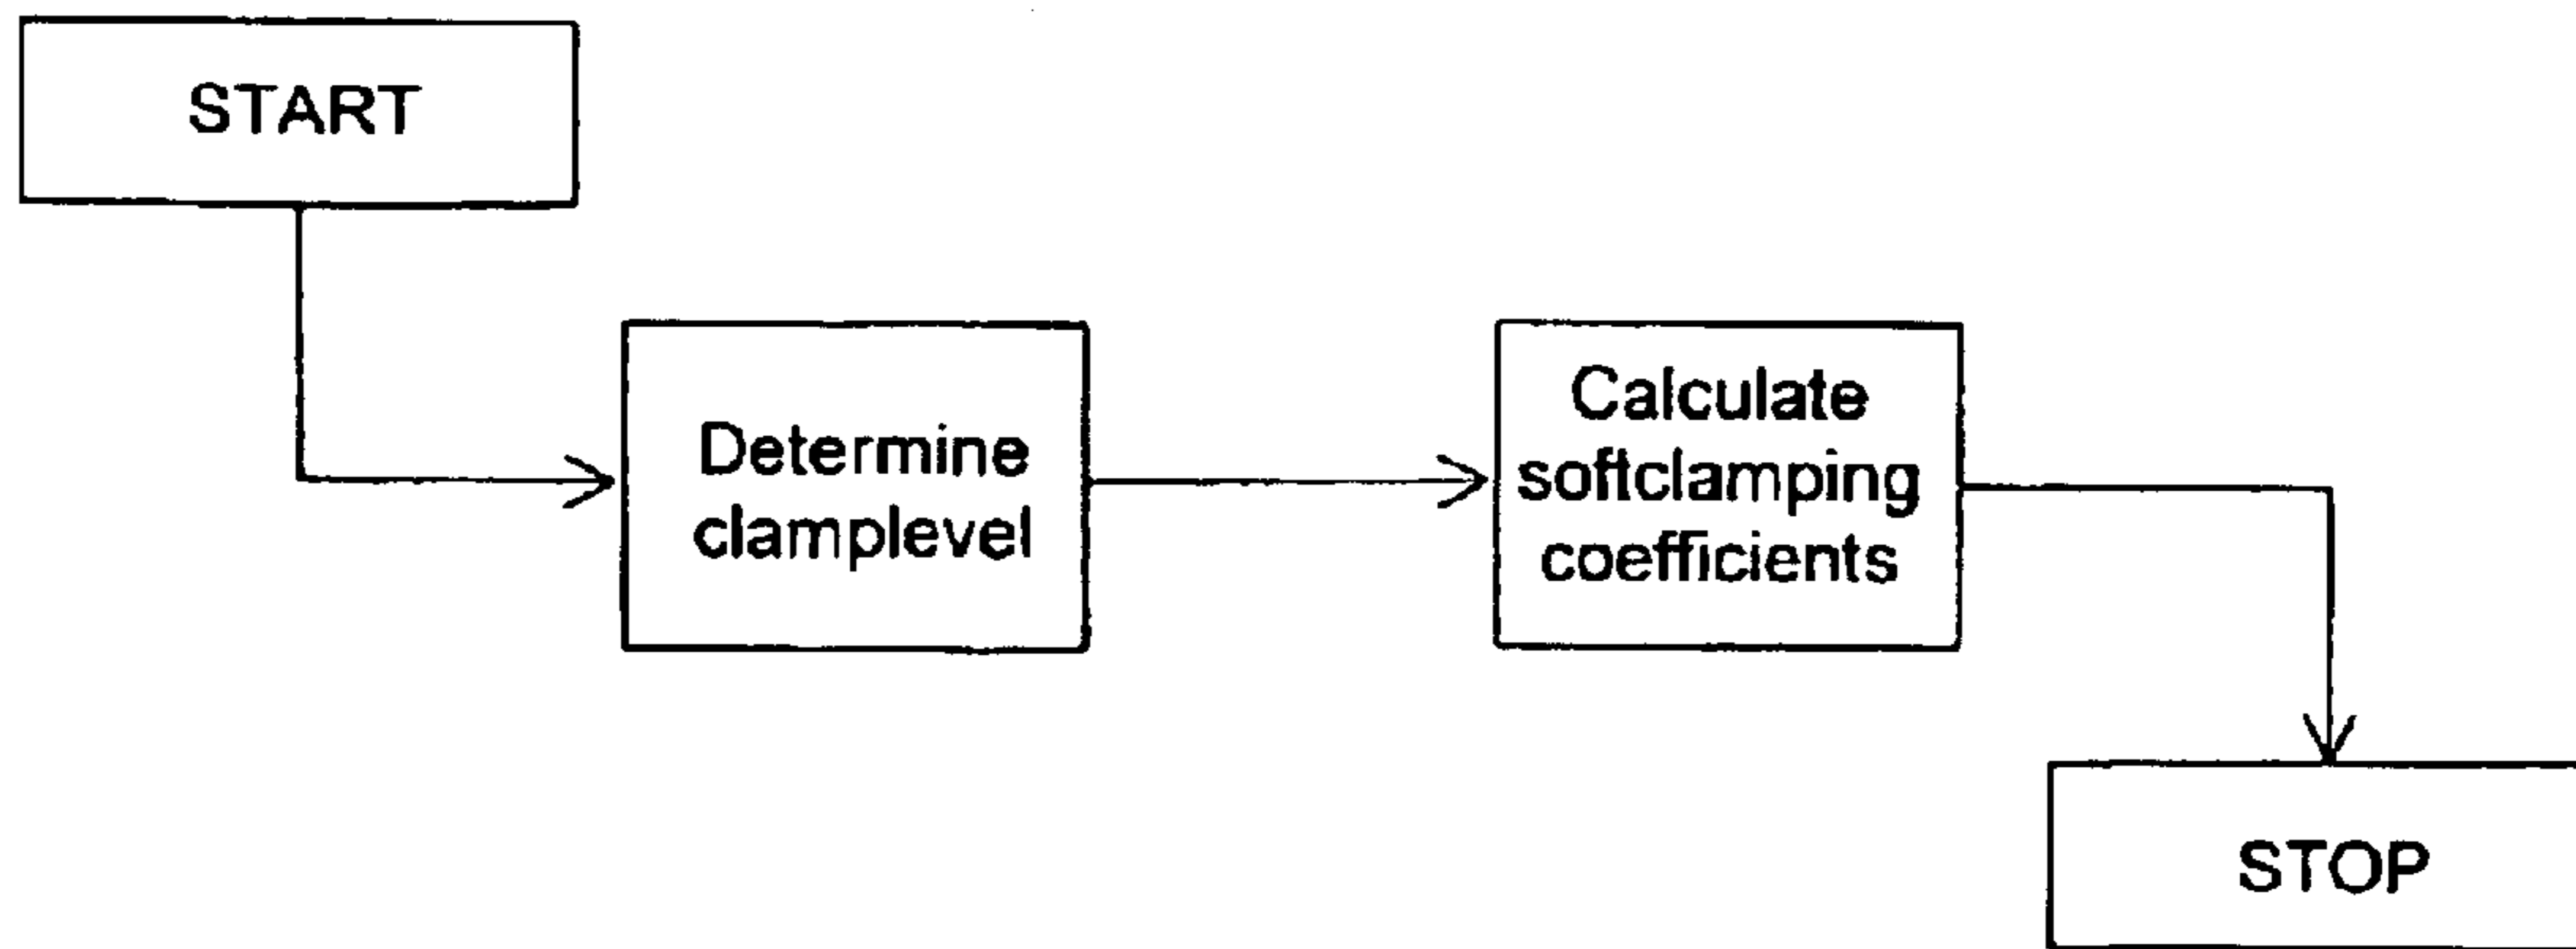 START
Determine
clamplevel
Calculate
softclamping
coefficients
STOP